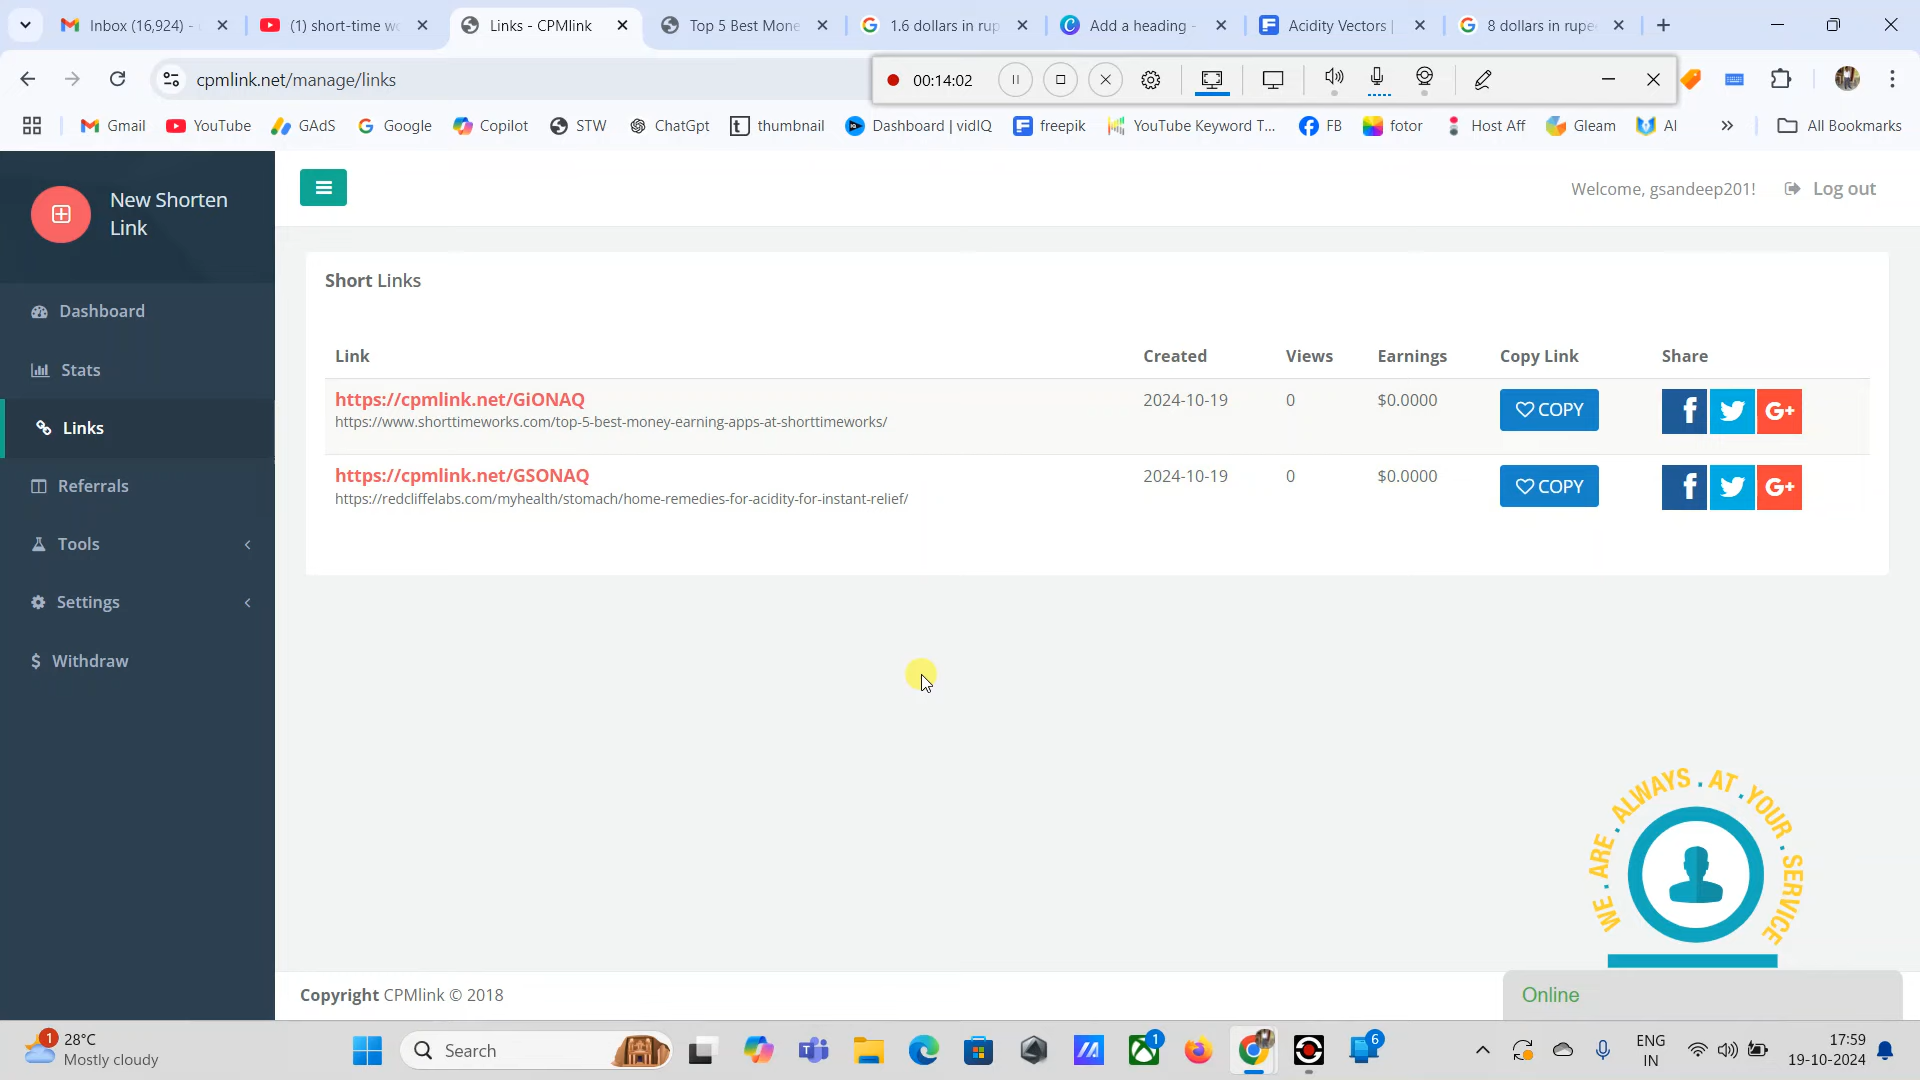 Inbox (16,924) -
(1) short-time wo
Links - CPMlink
Top 5 Best Mone
1.6 dollars in rup
Add a heading -
Acidity Vectors |
8 dollars in rupe
cpmlink.net/manage/links
00:14:02
Gmail
YouTube
GAdS
Google
Copilot
STW
ChatGpt
thumbnail
Dashboard | vidIQ
freepik
YouTube Keyword T...
FB
fotor
Host Aff
Gleam
AI
All Bookmarks
New Shorten
Link
Welcome, gsandeep201!
Log out
Dashboard
Stats
Links
Referrals
Tools
Settings
$ Withdraw
Short Links
Link Created Views Earnings Copy Link Share
https://cpmlink.net/GiONAQ 2024-10-19 0 $0.0000 COPY f G+
https://www.shorttimeworks.com/top-5-best-money-earning-apps-at-shorttimeworks/
https://cpmlink.net/GSONAQ 2024-10-19 0 $0.0000 COPY f G+
https://redcliffelabs.com/myhealth/stomach/home-remedies-for-acidity-for-instant-relief/
WE . ARE . ALWAYS . AT . YOUR . SERVICE
Copyright CPMlink © 2018
Online
1
28°C
Mostly cloudy
Search
1
6
ENG
IN
17:59
19-10-2024